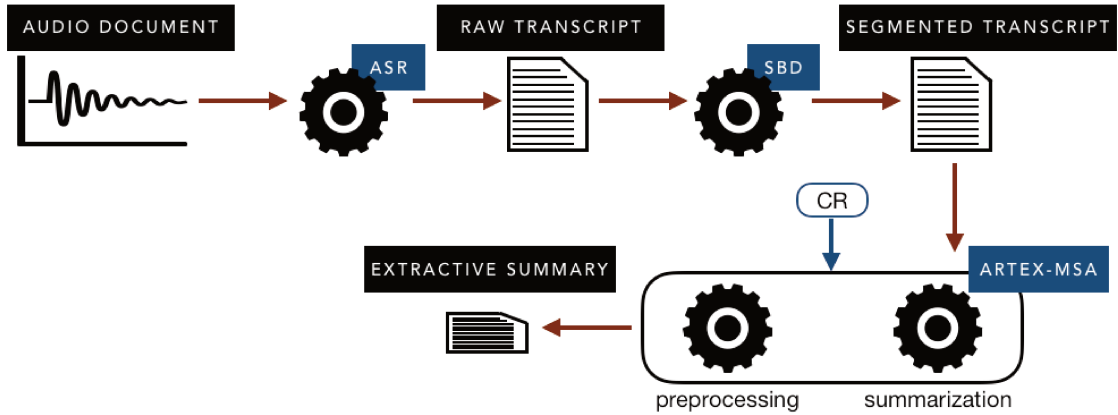 AUDIO DOCUMENT
RAW TRANSCRIPT
SEGMENTED TRANSCRIPT
ASR
SBD
CR
EXTRACTIVE SUMMARY
ARTEX-MSA
preprocessing
summarization